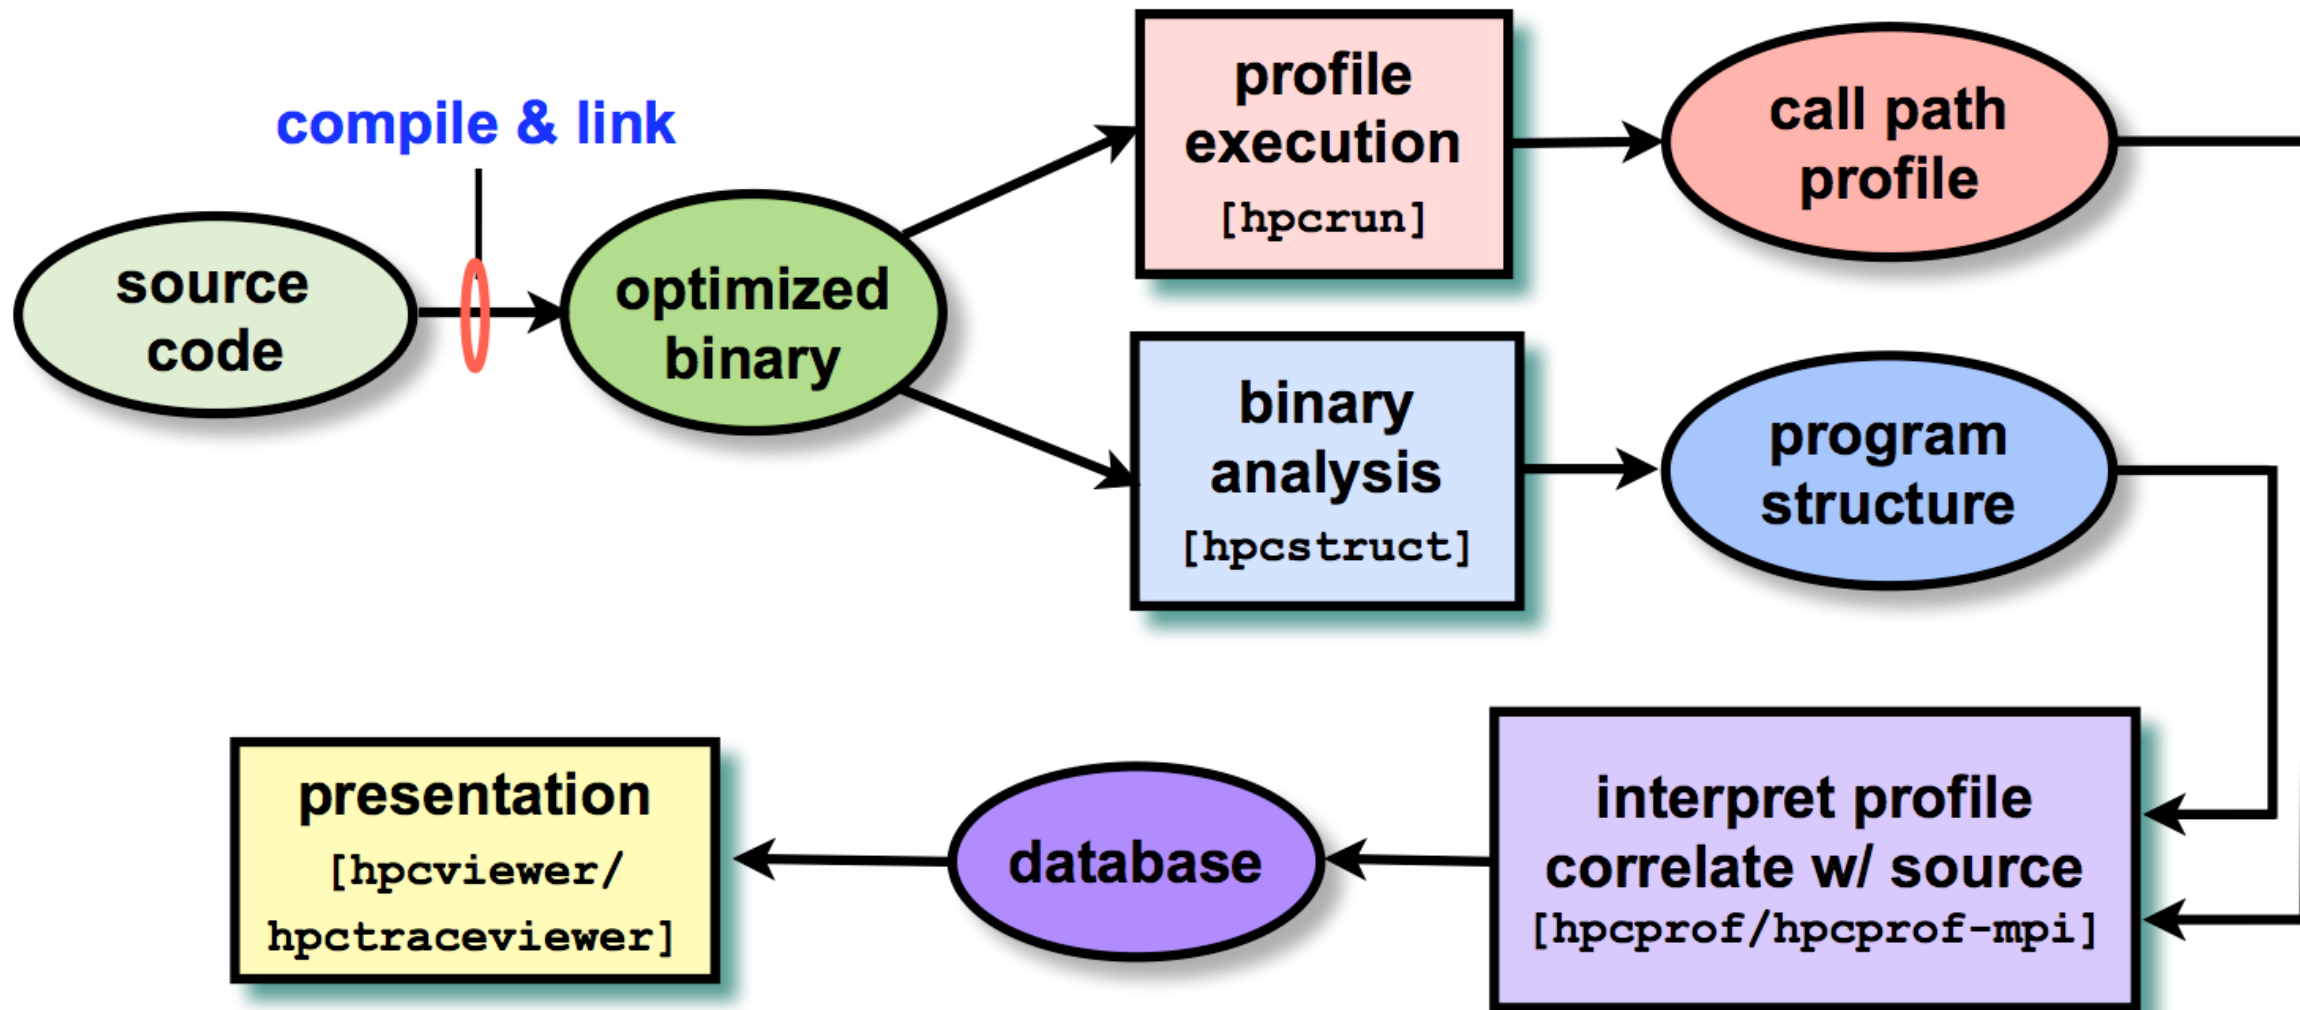 compile & link
source
code
optimized
binary
profile
execution
[hpcrun]
call path
profile
binary
analysis
[hpcstruct]
program
structure
presentation
[hpcviewer/
hpctraceviewer]
database
interpret profile
correlate w/ source
[hpcprof/hpcprof-mpi]